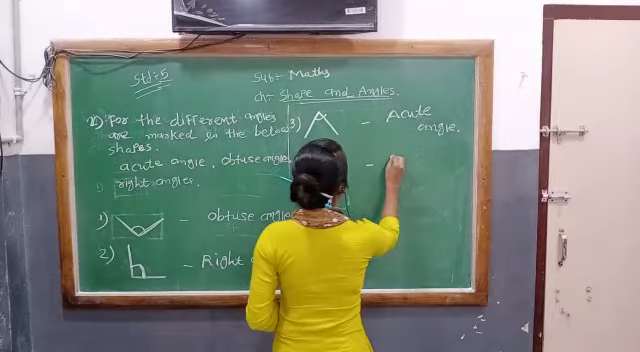 Std:- 5
Sub:- Maths
ch:- Shape and Angles.
2) For the different angles
are marked in the below
shapes.
acute angle, obtuse angle,
right angles.
1) - obtuse angle
2) - Right
3) - Acute
angle.
-